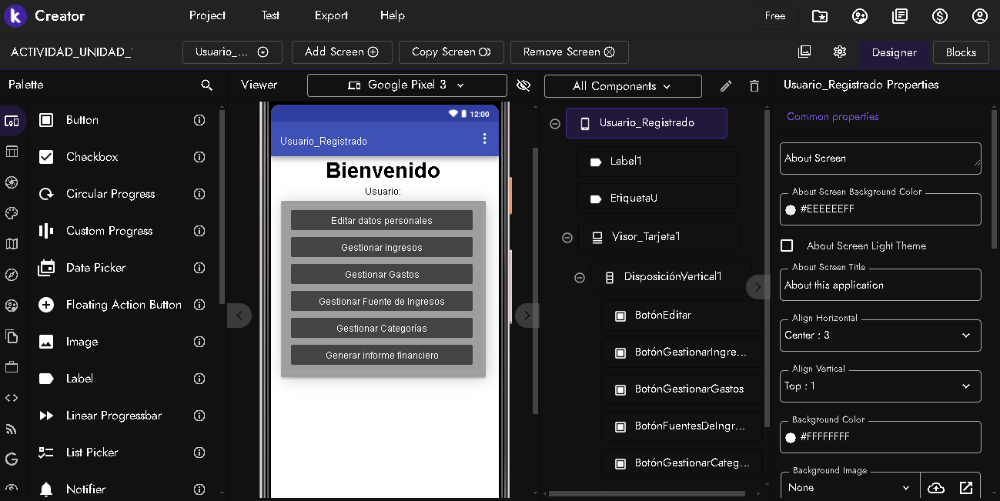 k Creator Project Test Export Help Free
ACTIVIDAD_UNIDAD_ Usuario_... Add Screen Copy Screen Remove Screen Designer Blocks
Palette
Button
Checkbox
Circular Progress
Custom Progress
Date Picker
Floating Action Button
Image
Label
Linear Progressbar
List Picker
Notifier
Viewer Google Pixel 3
12:00
Usuario_Registrado
Bienvenido
Usuario:
Editar datos personales
Gestionar ingresos
Gestionar Gastos
Gestionar Fuente de Ingresos
Gestionar Categorías
Generar informe financiero
All Components
Usuario_Registrado
Label1
EtiquetaU
Visor_Tarjeta1
DisposiciónVertical1
BotónEditar
BotónGestionarIngre...
BotónGestionarGastos
BotónFuentesDeIngr...
BotónGestionarCateg...
Usuario_Registrado Properties
Common properties
About Screen
About Screen Background Color
#EEEEEEFF
About Screen Light Theme
About Screen Title
About this application
Align Horizontal
Center : 3
Align Vertical
Top : 1
Background Color
#FFFFFFFF
Background Image
None